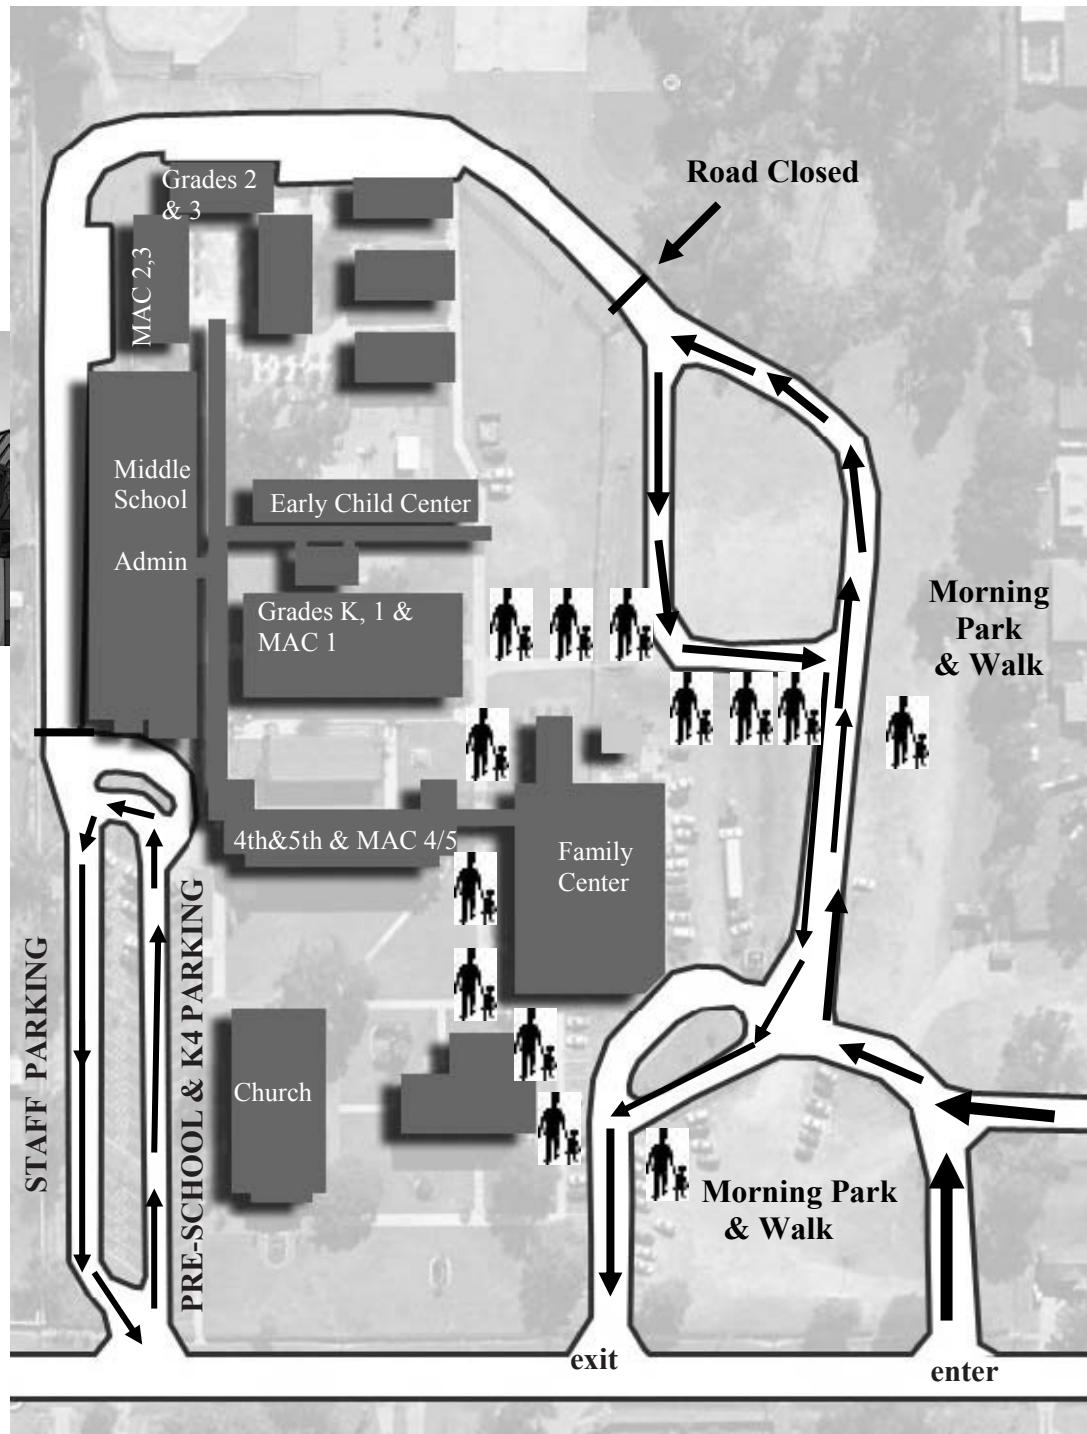 Road Closed
Grades 2
& 3
MAC 2,3
Middle
School
Admin
Early Child Center
Grades K, 1 &
MAC 1
Morning
Park
& Walk
4th&5th & MAC 4/5
Family
Center
STAFF PARKING
PRE-SCHOOL & K4 PARKING
Church
Morning Park
& Walk
exit
enter